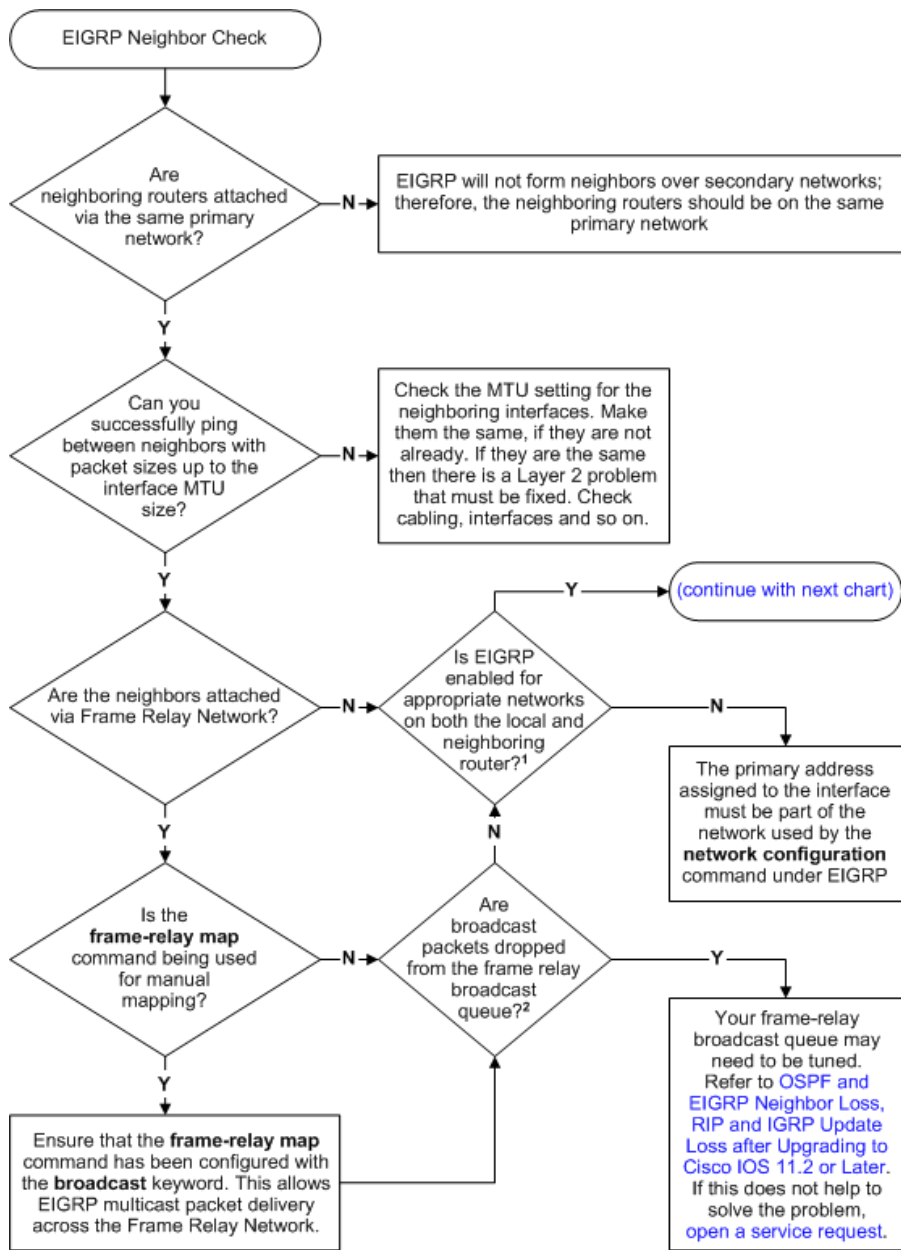 EIGRP Neighbor Check
Are
neighboring routers attached
via the same primary
network?
N
EIGRP will not form neighbors over secondary networks;
therefore, the neighboring routers should be on the same
primary network
Y
Can you
successfully ping
between neighbors with
packet sizes up to the
interface MTU
size?
N
Check the MTU setting for the
neighboring interfaces. Make
them the same, if they are not
already. If they are the same
then there is a Layer 2 problem
that must be fixed. Check
cabling, interfaces and so on.
Y
Y
(continue with next chart)
Are the neighbors attached
via Frame Relay Network?
N
Is EIGRP
enabled for
appropriate networks
on both the local and
neighboring
router?¹
N
The primary address
assigned to the interface
must be part of the
network used by the
network configuration
command under EIGRP
Y
N
Is the
frame-relay map
command being used
for manual
mapping?
N
Are
broadcast
packets dropped
from the frame relay
broadcast
queue?²
Y
Your frame-relay
broadcast queue may
need to be tuned.
Refer to OSPF and
EIGRP Neighbor Loss,
RIP and IGRP Update
Loss after Upgrading to
Cisco IOS 11.2 or Later.
If this does not help to
solve the problem,
open a service request.
Y
Ensure that the frame-relay map
command has been configured with
the broadcast keyword. This allows
EIGRP multicast packet delivery
across the Frame Relay Network.